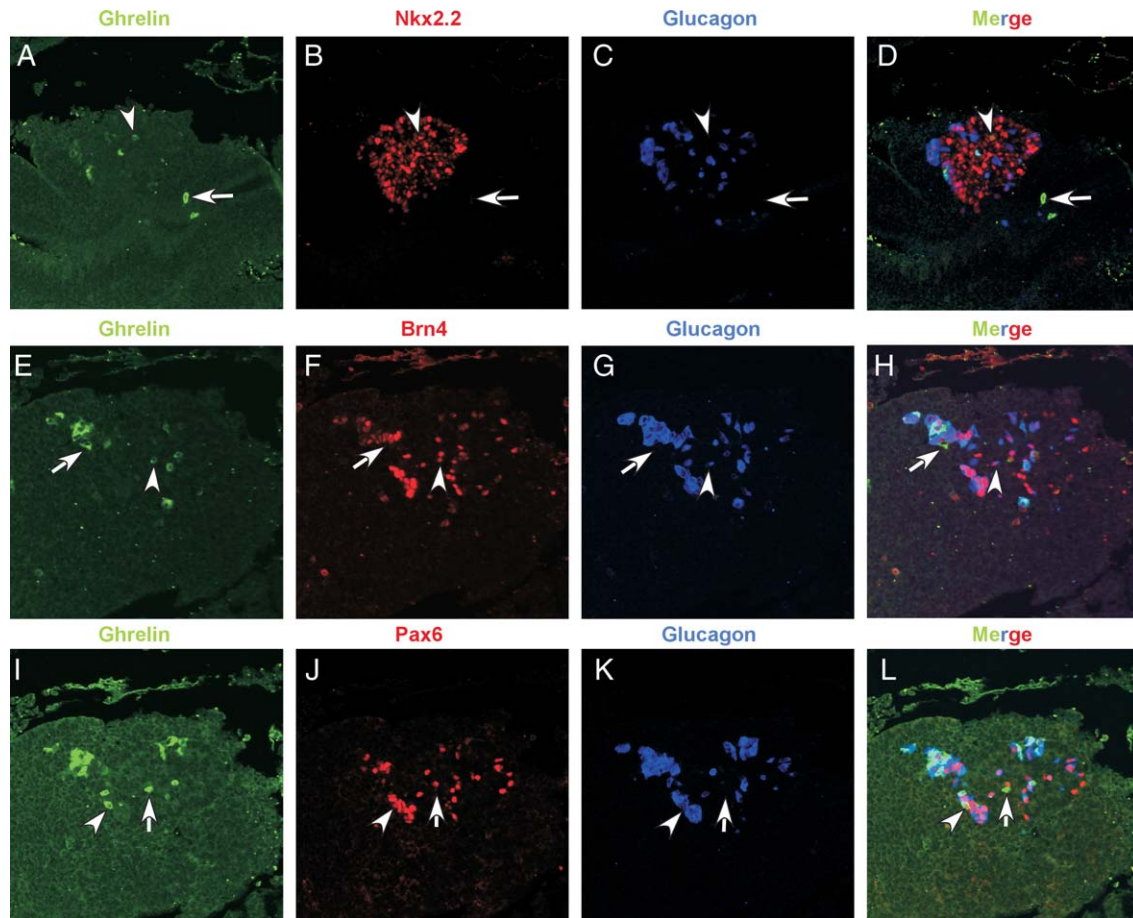 Ghrelin Nkx2.2 Glucagon Merge
A B C D
Ghrelin Brn4 Glucagon Merge
E F G H
Ghrelin Pax6 Glucagon Merge
I J K L